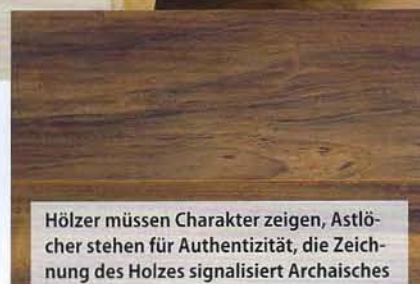 Hölzer müssen Charakter zeigen, Astlö-
cher stehen für Authentizität, die Zeich-
nung des Holzes signalisiert Archaisches